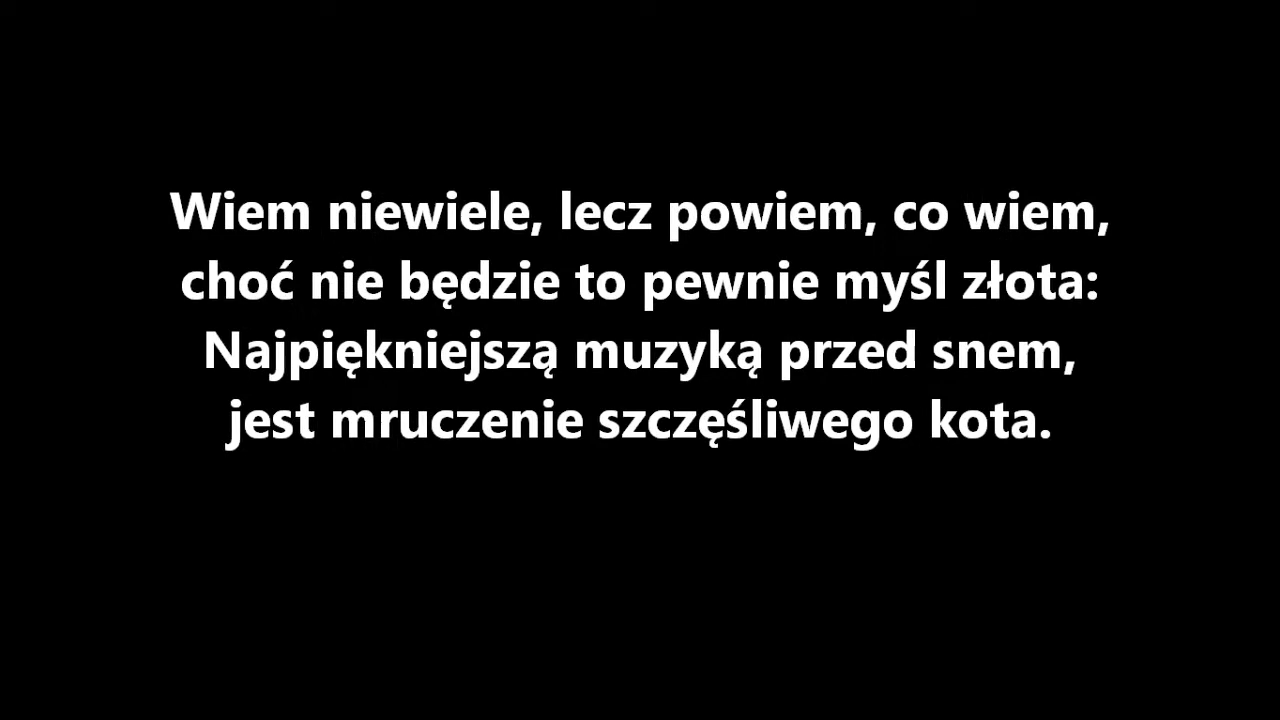 Wiem niewiele, lecz powiem, co wiem,
choć nie będzie to pewnie myśl złota:
Najpiękniejszą muzyką przed snem,
jest mruczenie szczęśliwego kota.